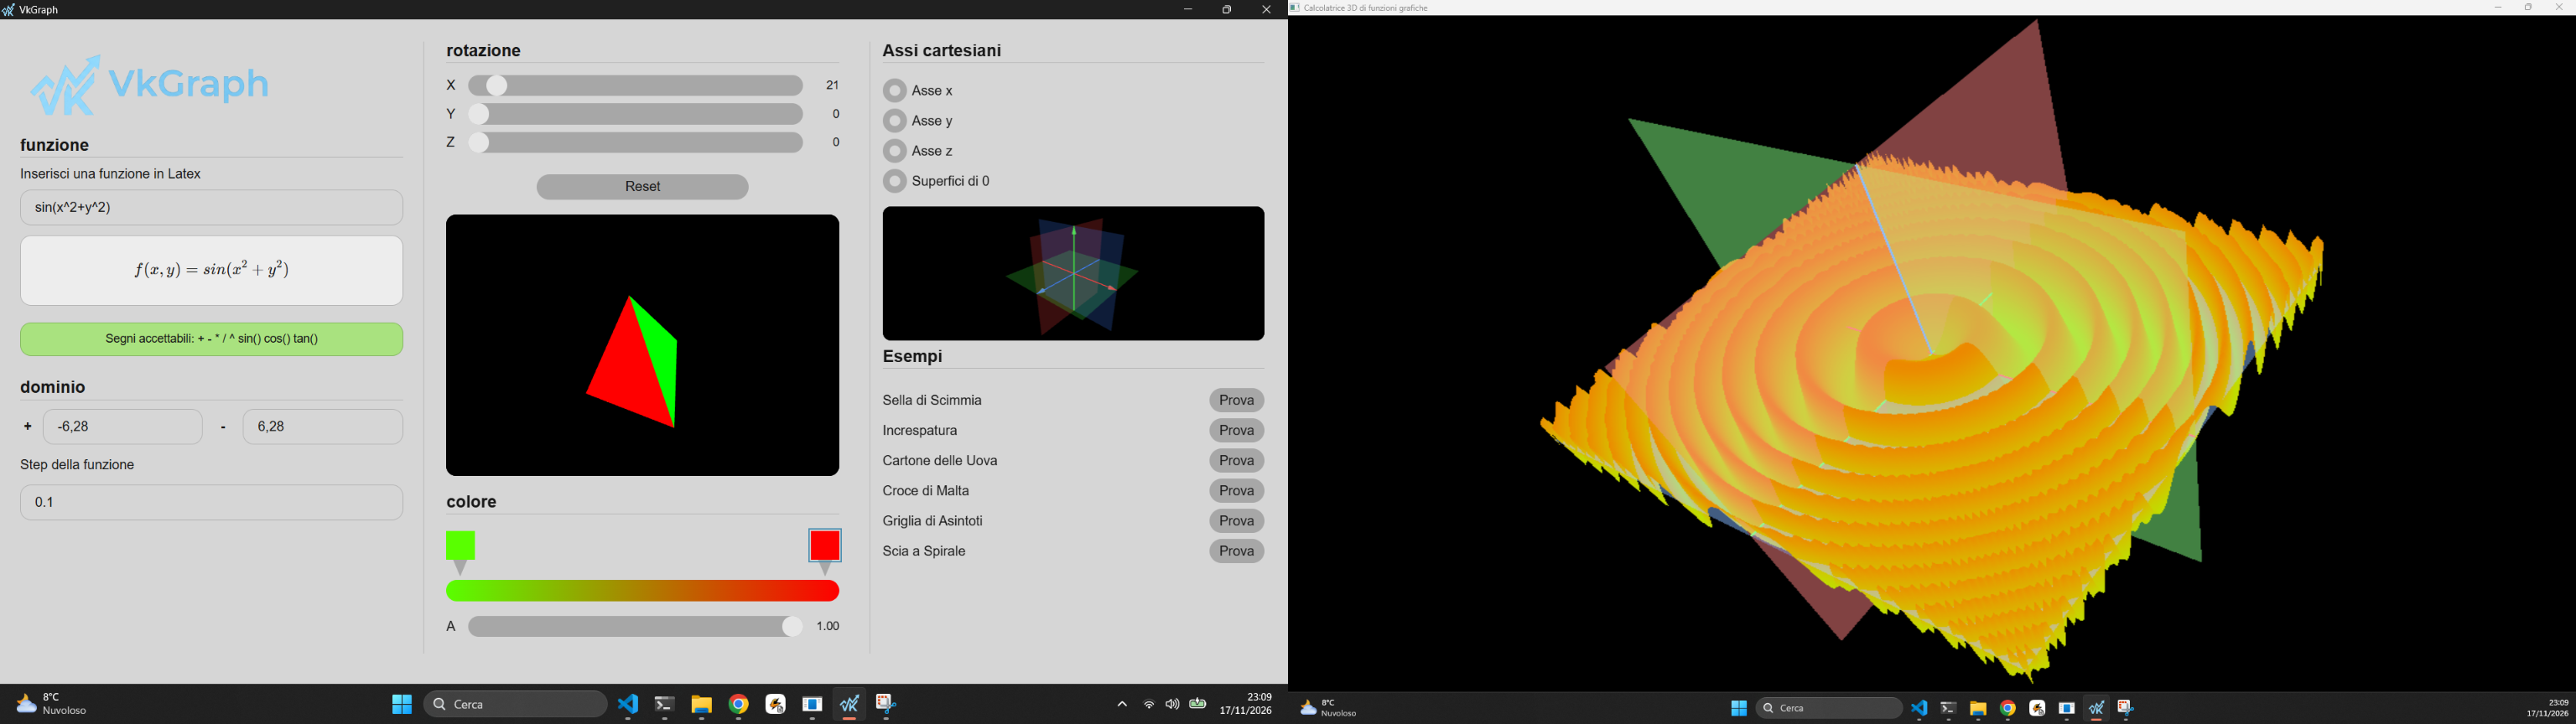 VkGraph
VkGraph
funzione
Inserisci una funzione in Latex
sin(x^2+y^2)
f(x, y) = sin(x² + y²)
Segni accettabili: + - * / ^ sin() cos() tan()
dominio
+ -6,28 - 6,28
Step della funzione
0.1
rotazione
X 21
Y 0
Z 0
Reset
colore
A 1.00
Assi cartesiani
Asse x
Asse y
Asse z
Superfici di 0
Esempi
Sella di Scimmia Prova
Increspatura Prova
Cartone delle Uova Prova
Croce di Malta Prova
Griglia di Asintoti Prova
Scia a Spirale Prova
8°C
Nuvoloso
Cerca
23:09
17/11/2026
Calcolatrice 3D di funzioni grafiche
8°C
Nuvoloso
Cerca
23:09
17/11/2026